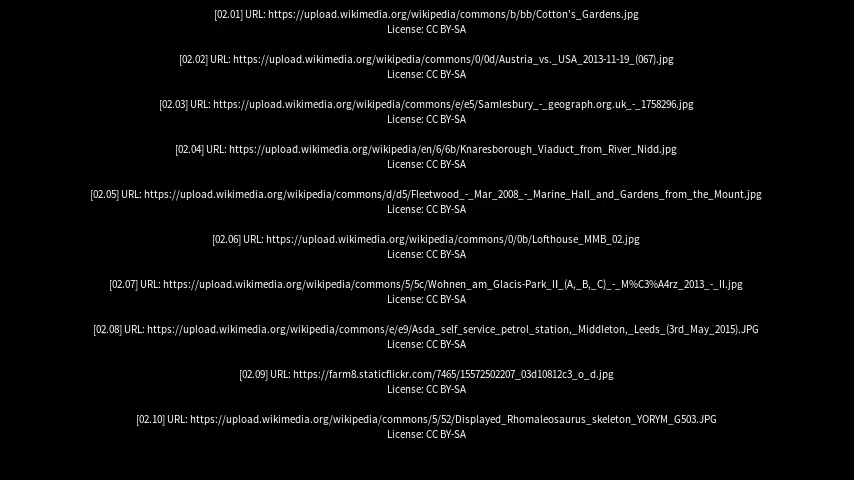 [02.01] URL: https://upload.wikimedia.org/wikipedia/commons/b/bb/Cotton's_Gardens.jpg
License: CC BY-SA
[02.02] URL: https://upload.wikimedia.org/wikipedia/commons/0/0d/Austria_vs._USA_2013-11-19_(067).jpg
License: CC BY-SA
[02.03] URL: https://upload.wikimedia.org/wikipedia/commons/e/e5/Samlesbury_-_geograph.org.uk_-_1758296.jpg
License: CC BY-SA
[02.04] URL: https://upload.wikimedia.org/wikipedia/en/6/6b/Knaresborough_Viaduct_from_River_Nidd.jpg
License: CC BY-SA
[02.05] URL: https://upload.wikimedia.org/wikipedia/commons/d/d5/Fleetwood_-_Mar_2008_-_Marine_Hall_and_Gardens_from_the_Mount.jpg
License: CC BY-SA
[02.06] URL: https://upload.wikimedia.org/wikipedia/commons/0/0b/Lofthouse_MMB_02.jpg
License: CC BY-SA
[02.07] URL: https://upload.wikimedia.org/wikipedia/commons/5/5c/Wohnen_am_Glacis-Park_II_(A,_B,_C)_-_M%C3%A4rz_2013_-_II.jpg
License: CC BY-SA
[02.08] URL: https://upload.wikimedia.org/wikipedia/commons/e/e9/Asda_self_service_petrol_station,_Middleton,_Leeds_(3rd_May_2015).JPG
License: CC BY-SA
[02.09] URL: https://farm8.staticflickr.com/7465/15572502207_03d10812c3_o_d.jpg
License: CC BY-SA
[02.10] URL: https://upload.wikimedia.org/wikipedia/commons/5/52/Displayed_Rhomaleosaurus_skeleton_YORYM_G503.JPG
License: CC BY-SA